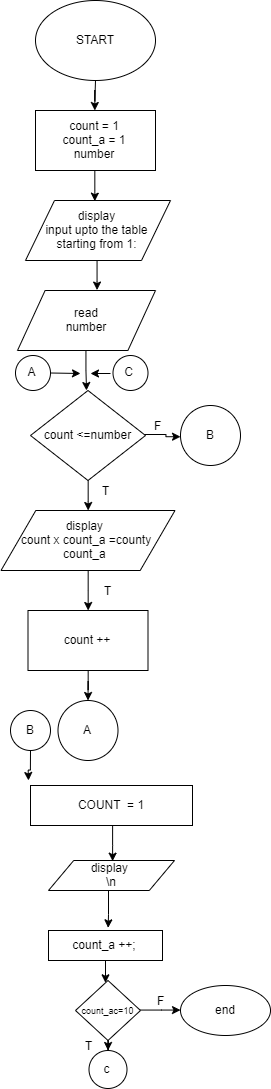 START
count = 1
count_a = 1
number
display
input upto the table
starting from 1:
read
number
A
C
count <=number
F
B
T
display
count x count_a =county
count_a
T
count ++
A
B
COUNT = 1
display
\n
count_a ++;
count_ac=10
F
end
T
c